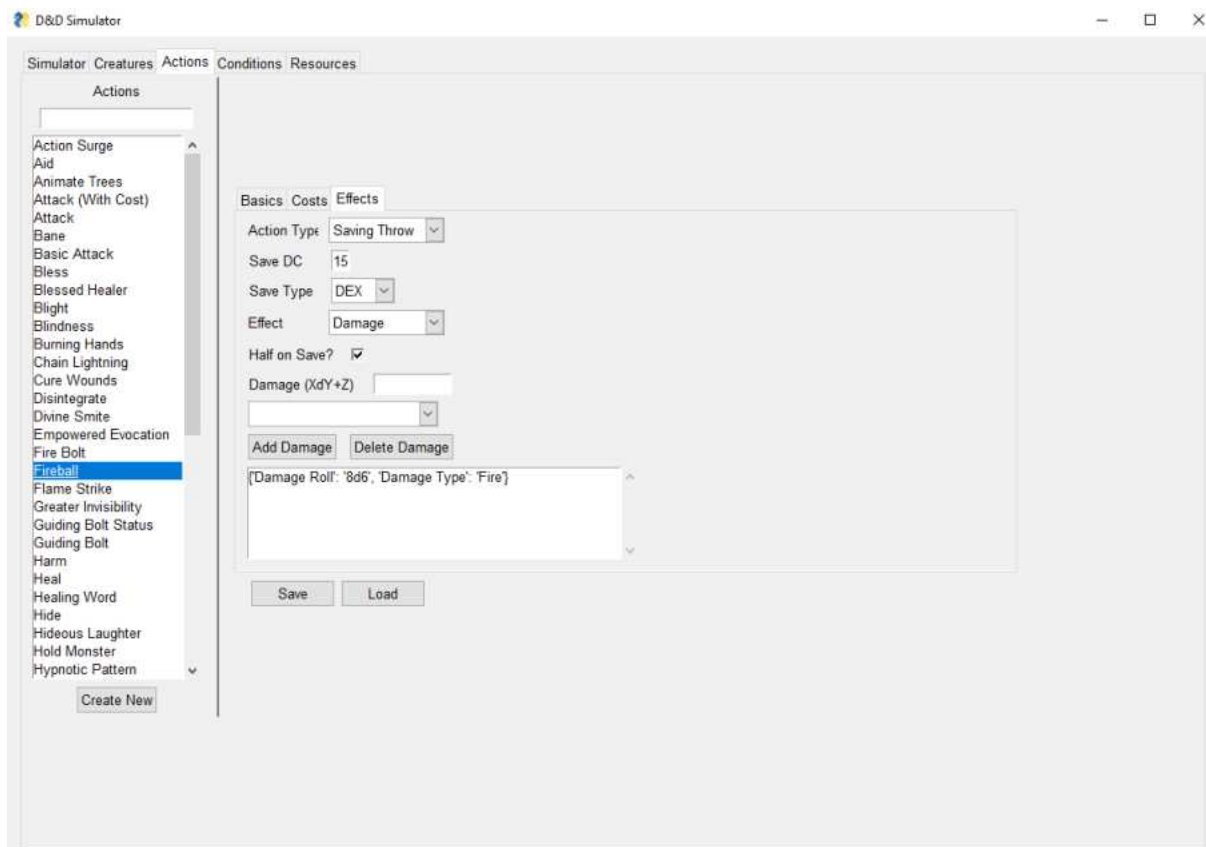 D&D Simulator
Simulator Creatures Actions Conditions Resources
Actions
Action Surge
Aid
Animate Trees
Attack (With Cost)
Attack
Bane
Basic Attack
Bless
Blessed Healer
Blight
Blindness
Burning Hands
Chain Lightning
Cure Wounds
Disintegrate
Divine Smite
Empowered Evocation
Fire Bolt
Fireball
Flame Strike
Greater Invisibility
Guiding Bolt Status
Guiding Bolt
Harm
Heal
Healing Word
Hide
Hideous Laughter
Hold Monster
Hypnotic Pattern
Create New
Basics Costs Effects
Action Type Saving Throw
Save DC 15
Save Type DEX
Effect Damage
Half on Save?
Damage (XdY+Z)
Add Damage Delete Damage
{'Damage Roll': '8d6', 'Damage Type': 'Fire'}
Save Load